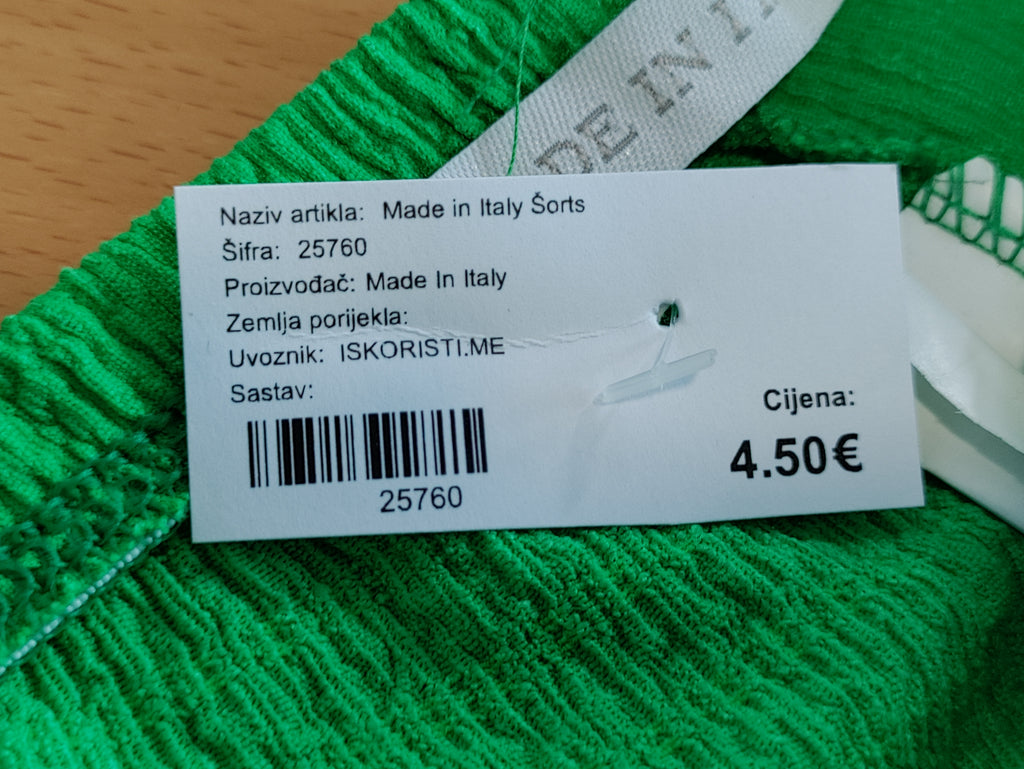 DE IN
Naziv artikla: Made in Italy Šorts
Šifra: 25760
Proizvođač: Made In Italy
Zemlja porijekla:
Uvoznik: ISKORISTI.ME
Sastav:
25760
Cijena:
4.50€